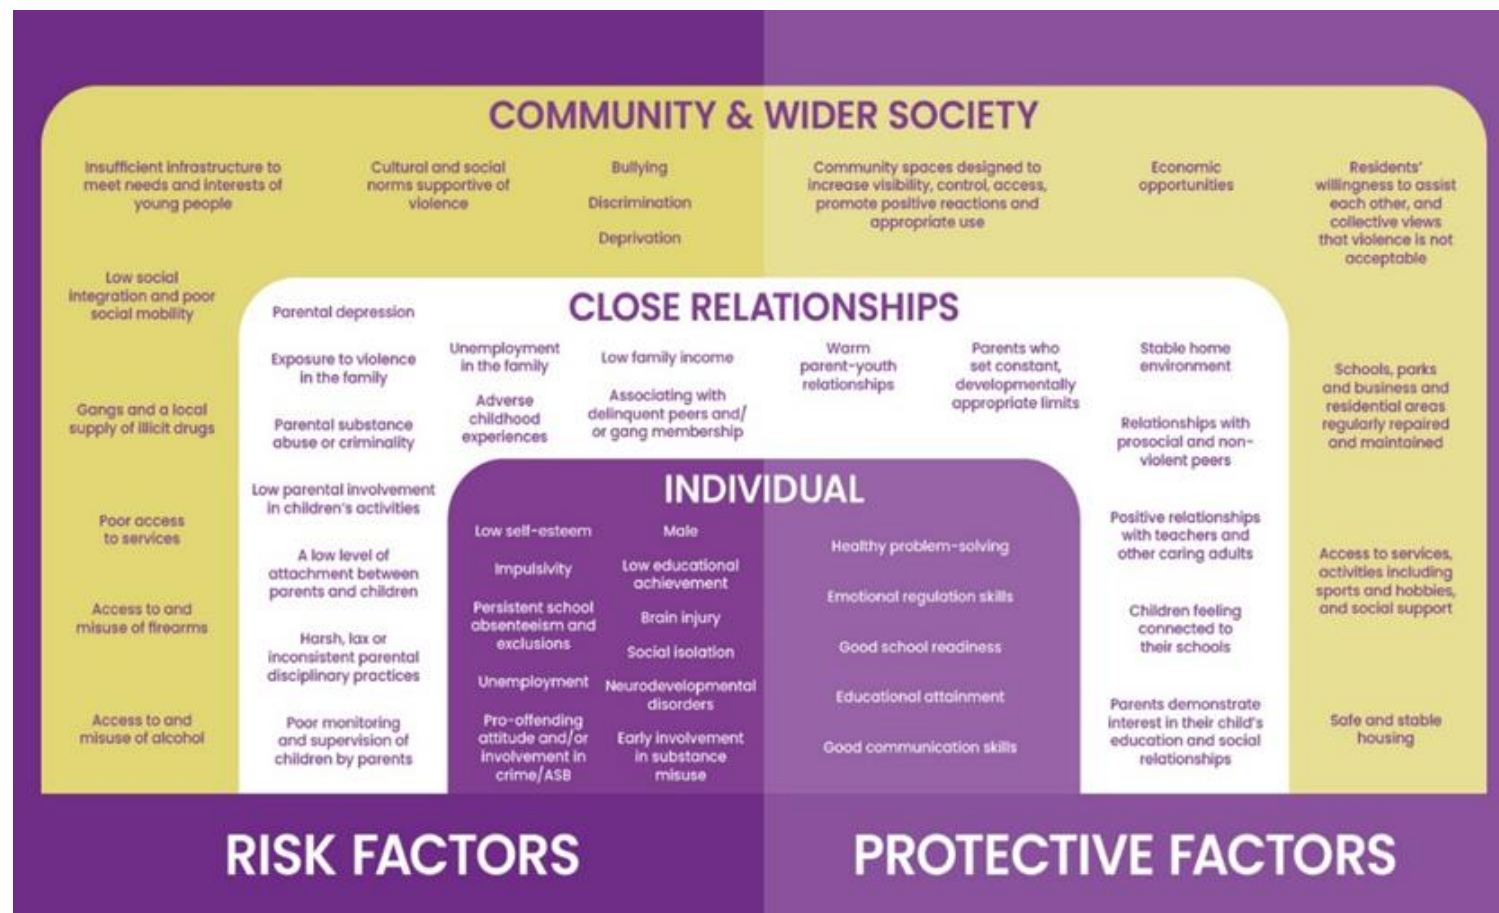 COMMUNITY & WIDER SOCIETY
Insufficient infrastructure to
meet needs and interests of
young people
Cultural and social
norms supportive of
violence
Bullying
Discrimination
Deprivation
Community spaces designed to
increase visibility, control, access,
promote positive reactions and
appropriate use
Economic
opportunities
Residents'
willingness to assist
each other, and
collective views
that violence is not
acceptable
Low social
integration and poor
social mobility
Gangs and a local
supply of illicit drugs
Poor access
to services
Access to and
misuse of firearms
Access to and
misuse of alcohol
CLOSE RELATIONSHIPS
Parental depression
Exposure to violence
in the family
Parental substance
abuse or criminality
Low parental involvement
in children's activities
A low level of
attachment between
parents and children
Harsh, lax or
inconsistent parental
disciplinary practices
Poor monitoring
and supervision of
children by parents
Unemployment
in the family
Adverse
childhood
experiences
Low family income
Associating with
delinquent peers and/
or gang membership
Warm
parent-youth
relationships
Parents who
set constant,
developmentally
appropriate limits
Stable home
environment
Relationships with
prosocial and non-
violent peers
Positive relationships
with teachers and
other caring adults
Children feeling
connected to
their schools
Parents demonstrate
interest in their child's
education and social
relationships
Schools, parks
and business and
residential areas
regularly repaired
and maintained
Access to services,
activities including
sports and hobbies,
and social support
Safe and stable
housing
INDIVIDUAL
Low self-esteem
Impulsivity
Persistent school
absenteeism and
exclusions
Unemployment
Pro-offending
attitude and/or
involvement in
crime/ASB
Male
Low educational
achievement
Brain injury
Social isolation
Neurodevelopmental
disorders
Early involvement
in substance
misuse
Healthy problem-solving
Emotional regulation skills
Good school readiness
Educational attainment
Good communication skills
RISK FACTORS
PROTECTIVE FACTORS